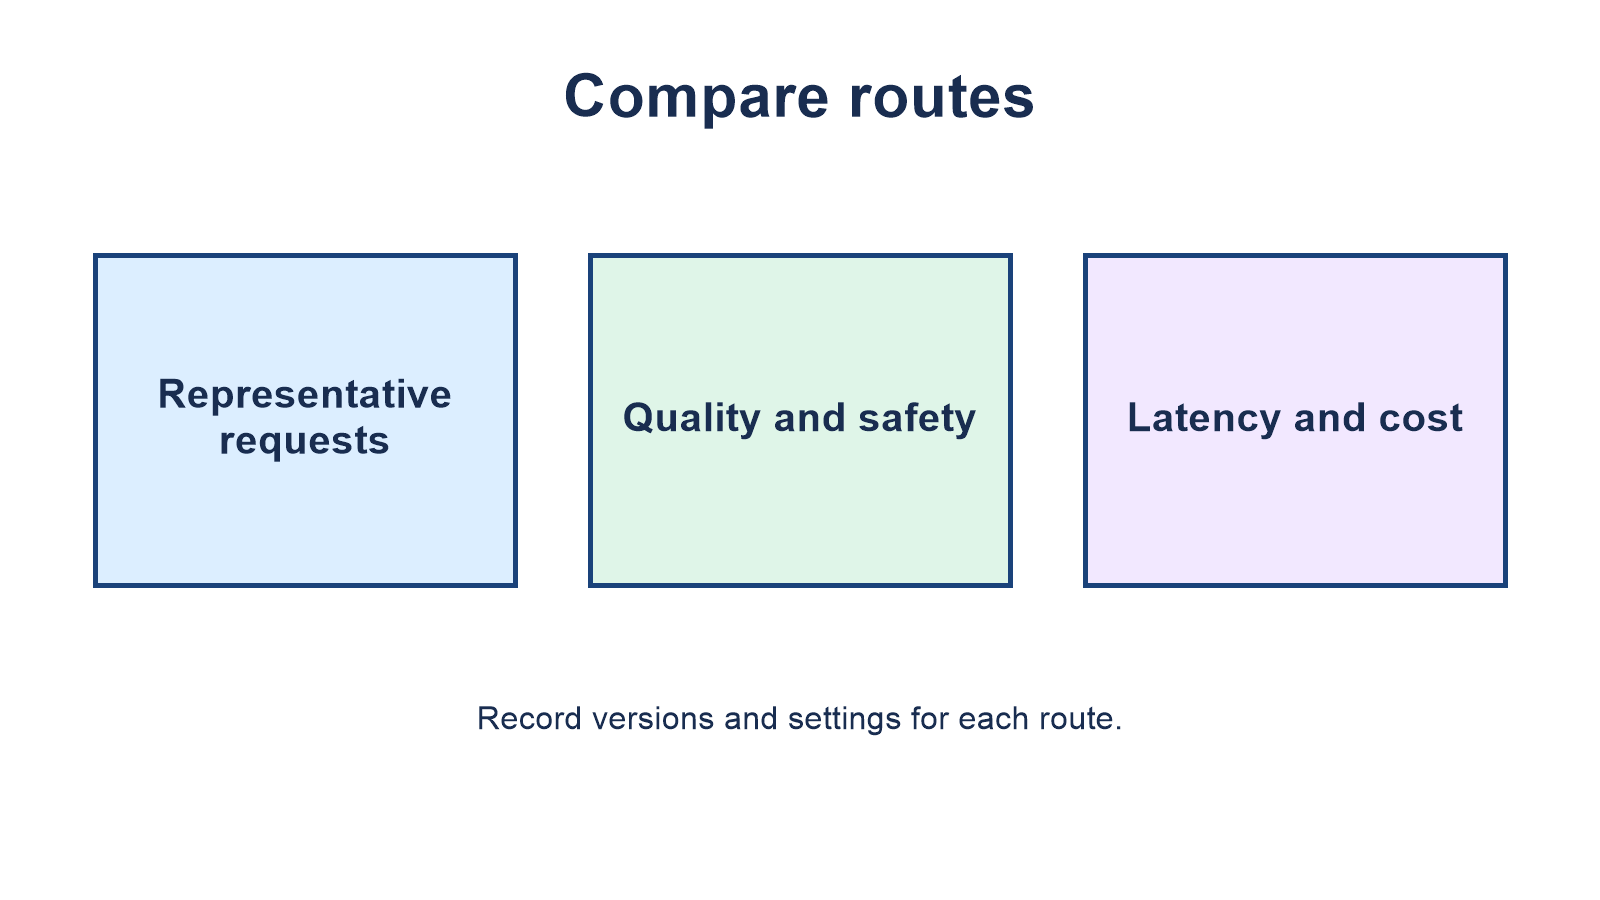 Compare routes
Representative
requests
Quality and safety
Latency and cost
Record versions and settings for each route.